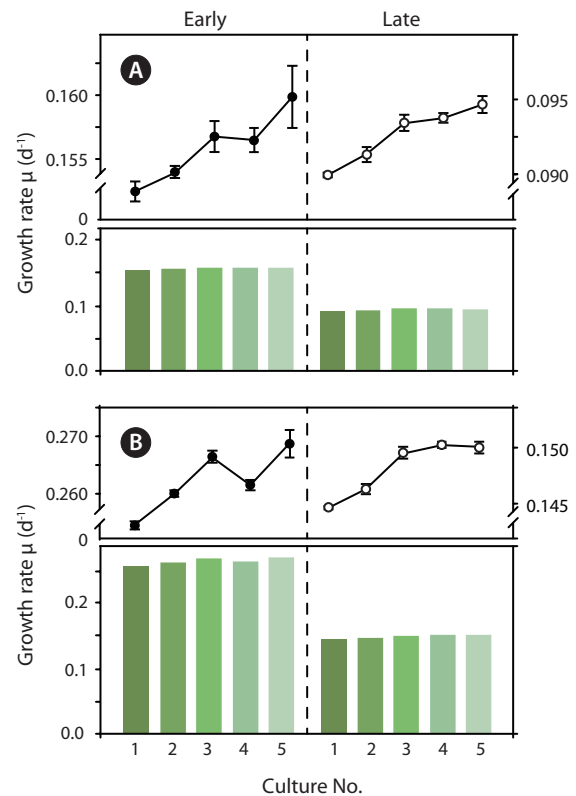 Early Late
A
0.160
0.155
0
0.095
0.090
Growth rate μ (d-1)
0.2
0.1
0.0
B
0.270
0.260
0
0.150
0.145
Growth rate μ (d-1)
0.2
0.1
0.0
1 2 3 4 5 1 2 3 4 5
Culture No.